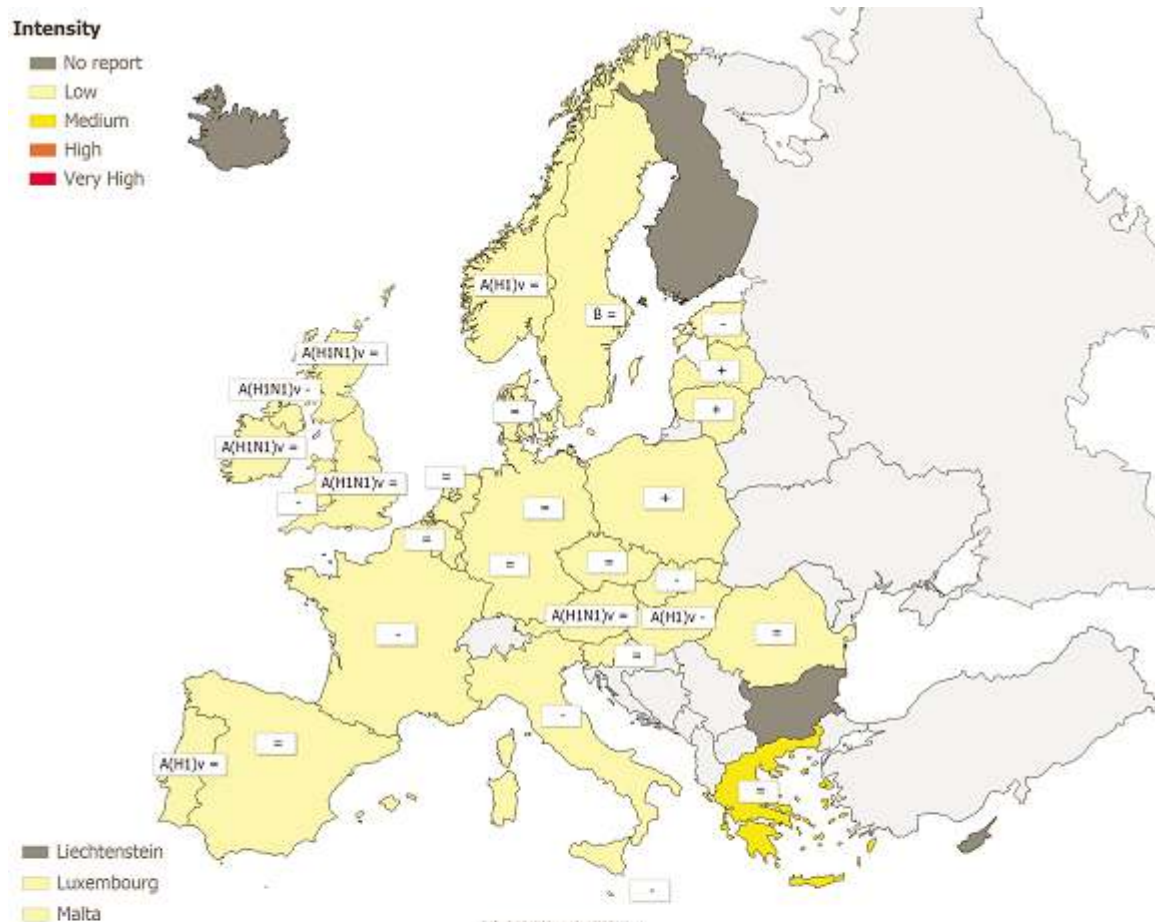 Intensity
No report
Low
Medium
High
Very High
A(H1)v =
B =
-
A(H1N1)v =
+
A(H1N1)v -
+
=
A(H1N1)v =
=
A(H1N1)v =
-
+
=
=
=
=
-
A(H1N1)v =
A(H1)v -
-
=
=
-
=
A(H1)v =
=
Liechtenstein
Luxembourg
-
Malta